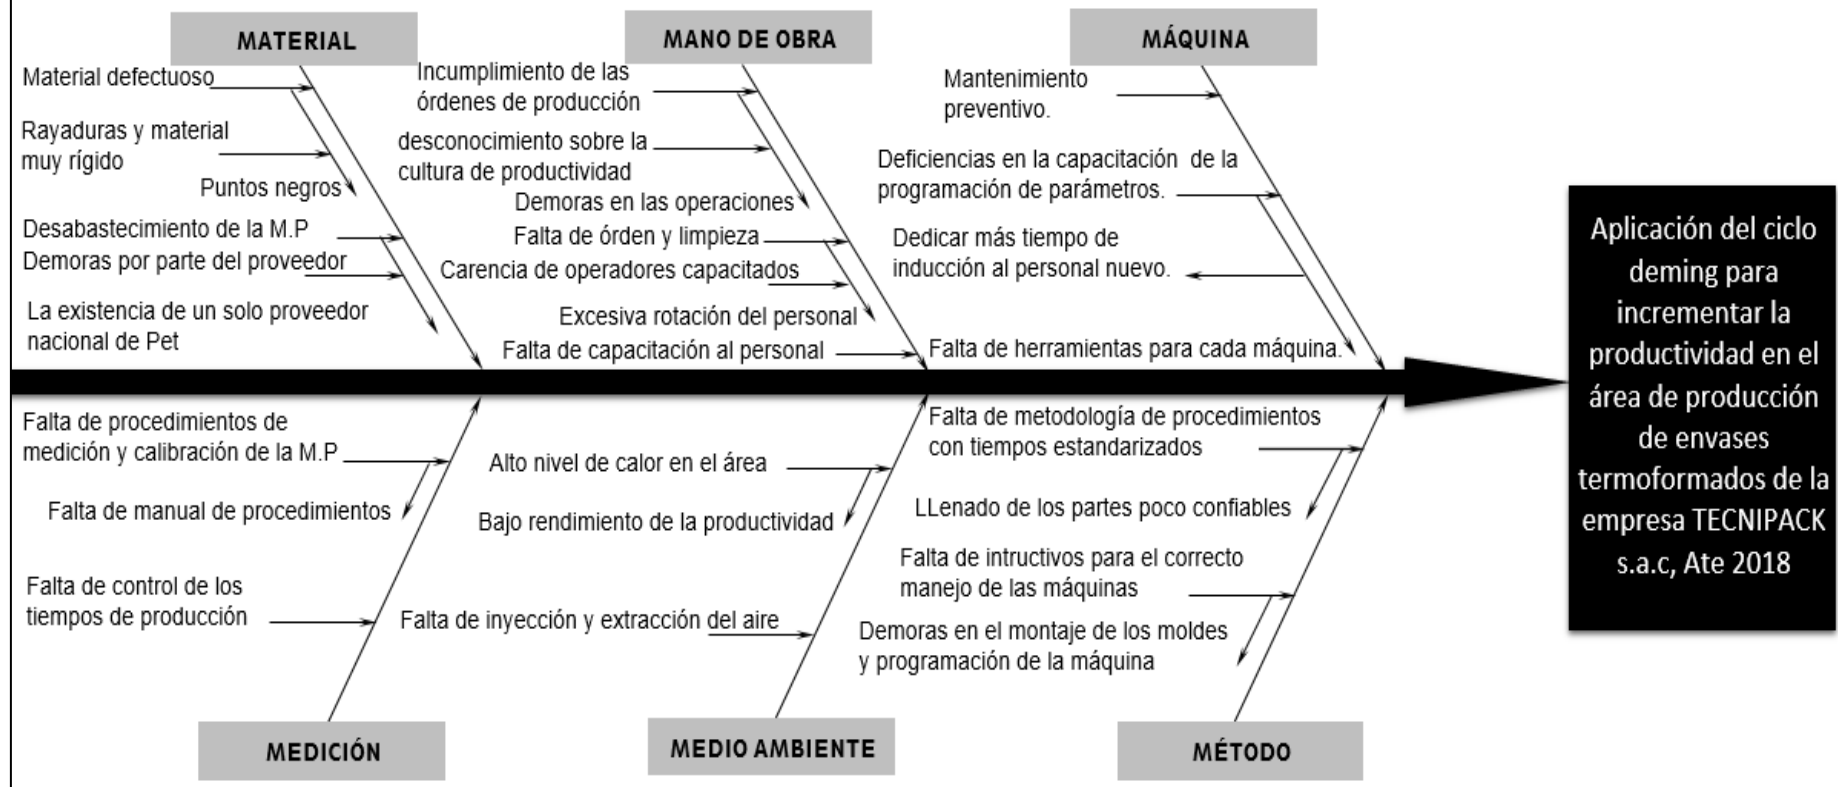 MATERIAL
Material defectuoso
Rayaduras y material
muy rígido
Puntos negros
Desabastecimiento de la M.P
Demoras por parte del proveedor
La existencia de un solo proveedor
nacional de Pet
MANO DE OBRA
Incumplimiento de las
órdenes de producción
desconocimiento sobre la
cultura de productividad
Demoras en las operaciones
Falta de órden y limpieza
Carencia de operadores capacitados
Excesiva rotación del personal
Falta de capacitación al personal
MÁQUINA
Mantenimiento
preventivo.
Deficiencias en la capacitación de la
programación de parámetros.
Dedicar más tiempo de
inducción al personal nuevo.
Falta de herramientas para cada máquina.
Aplicación del ciclo
deming para
incrementar la
productividad en el
área de producción
de envases
termoformados de la
empresa TECNIPACK
s.a.c, Ate 2018
Falta de procedimientos de
medición y calibración de la M.P
Falta de manual de procedimientos
Falta de control de los
tiempos de producción
MEDICIÓN
Alto nivel de calor en el área
Bajo rendimiento de la productividad
Falta de inyección y extracción del aire
MEDIO AMBIENTE
Falta de metodología de procedimientos
con tiempos estandarizados
LLenado de los partes poco confiables
Falta de intructivos para el correcto
manejo de las máquinas
Demoras en el montaje de los moldes
y programación de la máquina
MÉTODO